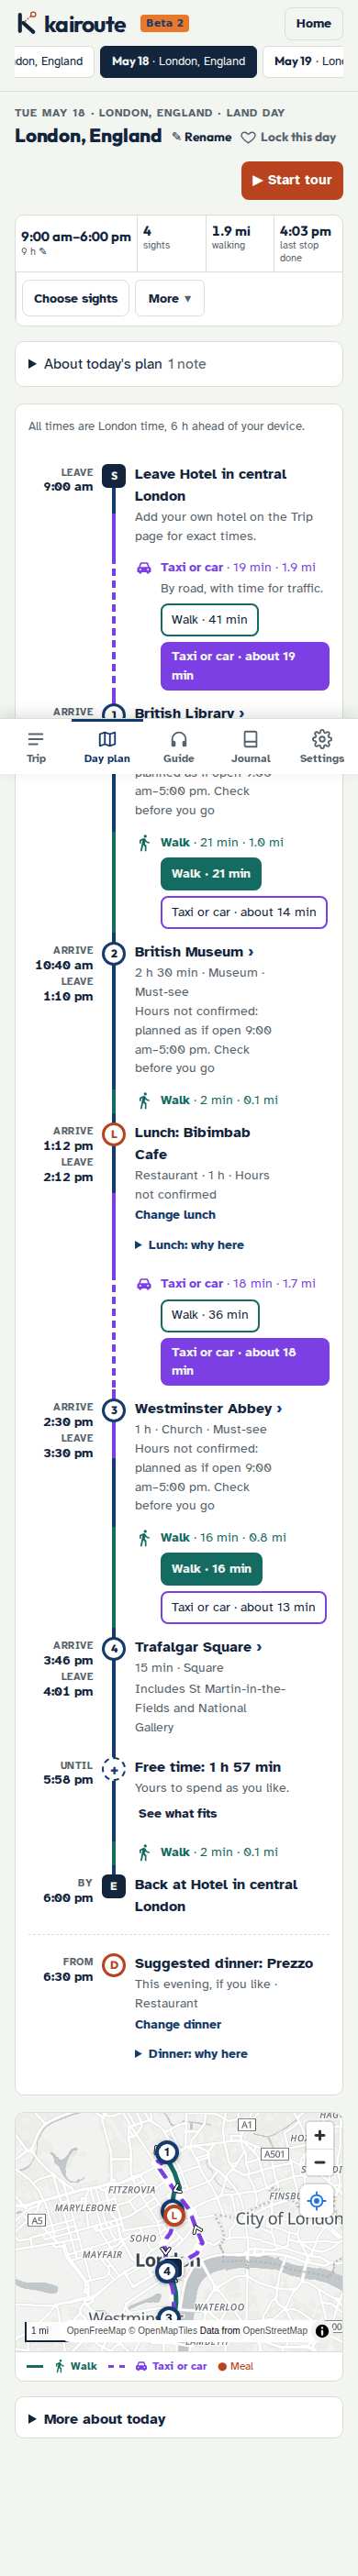 kairoute Beta 2 Home
don, England May 18 · London, England May 19 · Lon
TUE MAY 18 · LONDON, ENGLAND · LAND DAY
London, England ✎ Rename Lock this day
▶ Start tour
9:00 am–6:00 pm
9 h ✎
4
sights
1.9 mi
walking
4:03 pm
last stop
done
Choose sights More ▾
▶ About today's plan 1 note
All times are London time, 6 h ahead of your device.
LEAVE
9:00 am
S
Leave Hotel in central
London
Add your own hotel on the Trip
page for exact times.
Taxi or car · 19 min · 1.9 mi
By road, with time for traffic.
Walk · 41 min
Taxi or car · about 19
min
ARRIVE 1 British Library ›
Trip Day plan Guide Journal Settings
planned as if open 9:00
am–5:00 pm. Check
before you go
Walk · 21 min · 1.0 mi
Walk · 21 min
Taxi or car · about 14 min
ARRIVE
10:40 am
LEAVE
1:10 pm
2
British Museum ›
2 h 30 min · Museum ·
Must-see
Hours not confirmed:
planned as if open 9:00
am–5:00 pm. Check
before you go
Walk · 2 min · 0.1 mi
ARRIVE
1:12 pm
LEAVE
2:12 pm
L
Lunch: Bibimbab
Cafe
Restaurant · 1 h · Hours
not confirmed
Change lunch
▶ Lunch: why here
Taxi or car · 18 min · 1.7 mi
Walk · 36 min
Taxi or car · about 18
min
ARRIVE
2:30 pm
LEAVE
3:30 pm
3
Westminster Abbey ›
1 h · Church · Must-see
Hours not confirmed:
planned as if open 9:00
am–5:00 pm. Check
before you go
Walk · 16 min · 0.8 mi
Walk · 16 min
Taxi or car · about 13 min
ARRIVE
3:46 pm
LEAVE
4:01 pm
4
Trafalgar Square ›
15 min · Square
Includes St Martin-in-the-
Fields and National
Gallery
UNTIL
5:58 pm
+
Free time: 1 h 57 min
Yours to spend as you like.
See what fits
Walk · 2 min · 0.1 mi
BY
6:00 pm
E
Back at Hotel in central
London
FROM
6:30 pm
D
Suggested dinner: Prezzo
This evening, if you like ·
Restaurant
Change dinner
▶ Dinner: why here
A1
A501
1
FITZROVIA
FINSBU
MARYLEBONE
A5
L
City of London
SOHO
MAYFAIR
London
4
WATERLOO
Westmins
3
LAMBETH
+
−
1 mi OpenFreeMap © OpenMapTiles Data from OpenStreetMap
Walk Taxi or car Meal
▶ More about today